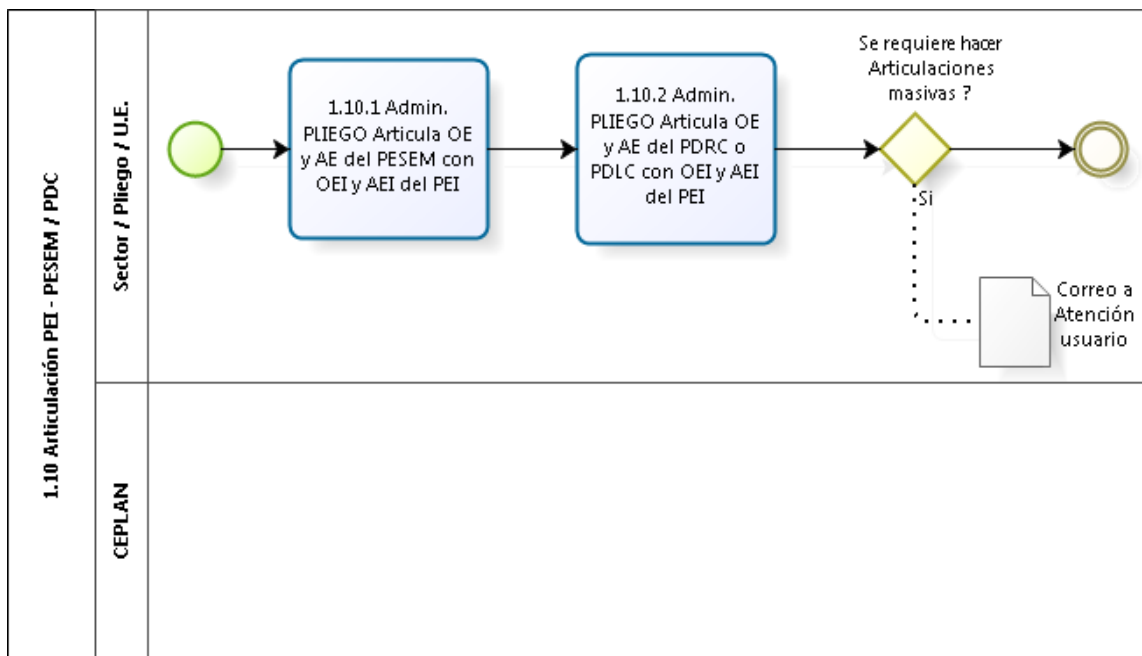 1.10 Articulación PEI - PESEM / PDC
Sector / Pliego / U.E.
1.10.1 Admin.
PLIEGO Articula OE
y AE del PESEM con
OEI y AEI del PEI
1.10.2 Admin.
PLIEGO Articula OE
y AE del PDRC o
PDLC con OEI y AEI
del PEI
Se requiere hacer
Articulaciones
masivas ?
Si
Correo a
Atención
usuario
CEPLAN